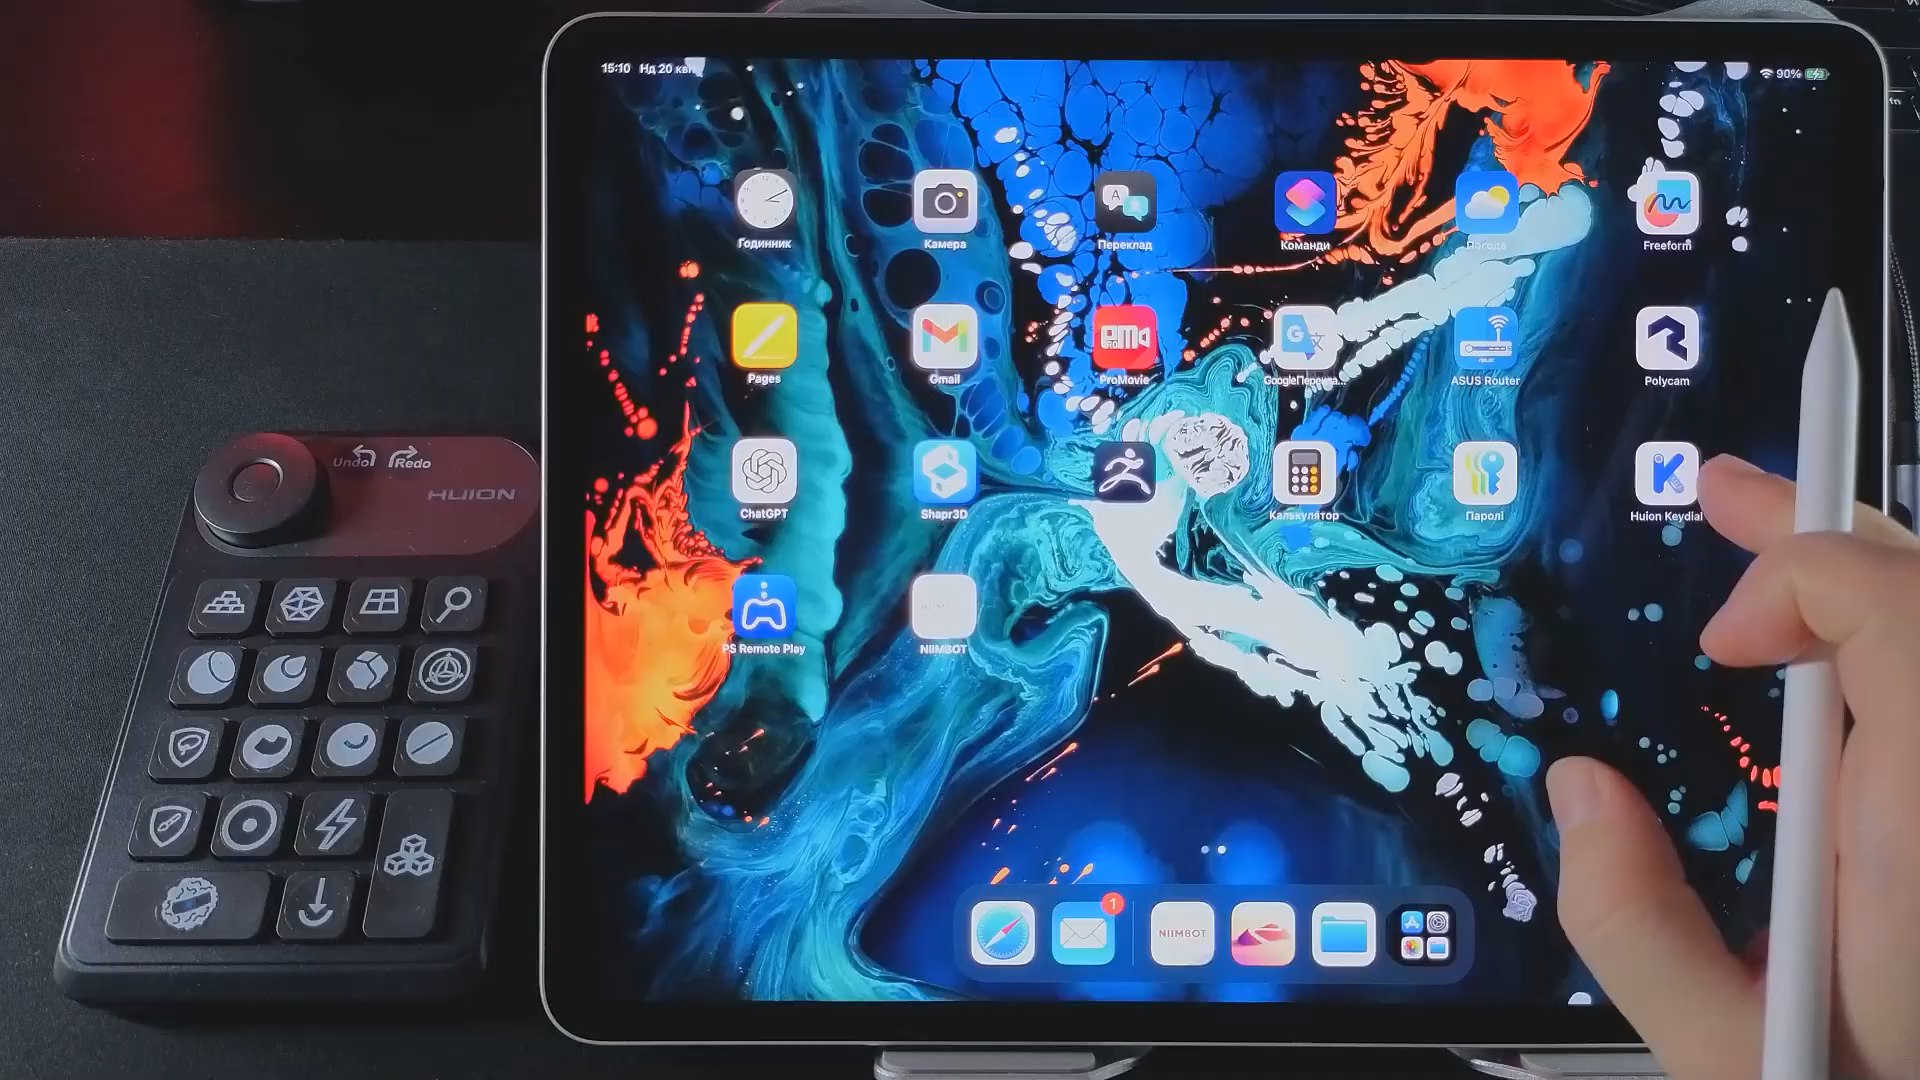 15:10 Нд 20 квіт
90%
Годинник
Камера
Переклад
Команди
Погода
Freeform
Pages
Gmail
ProMovie
GoogleПерекла...
ASUS Router
Polycam
Undo Redo
HUION
ChatGPT
Shapr3D
Калькулятор
Паролі
Huion Keydial
PS Remote Play
NIIMBOT
1
NIIMBOT